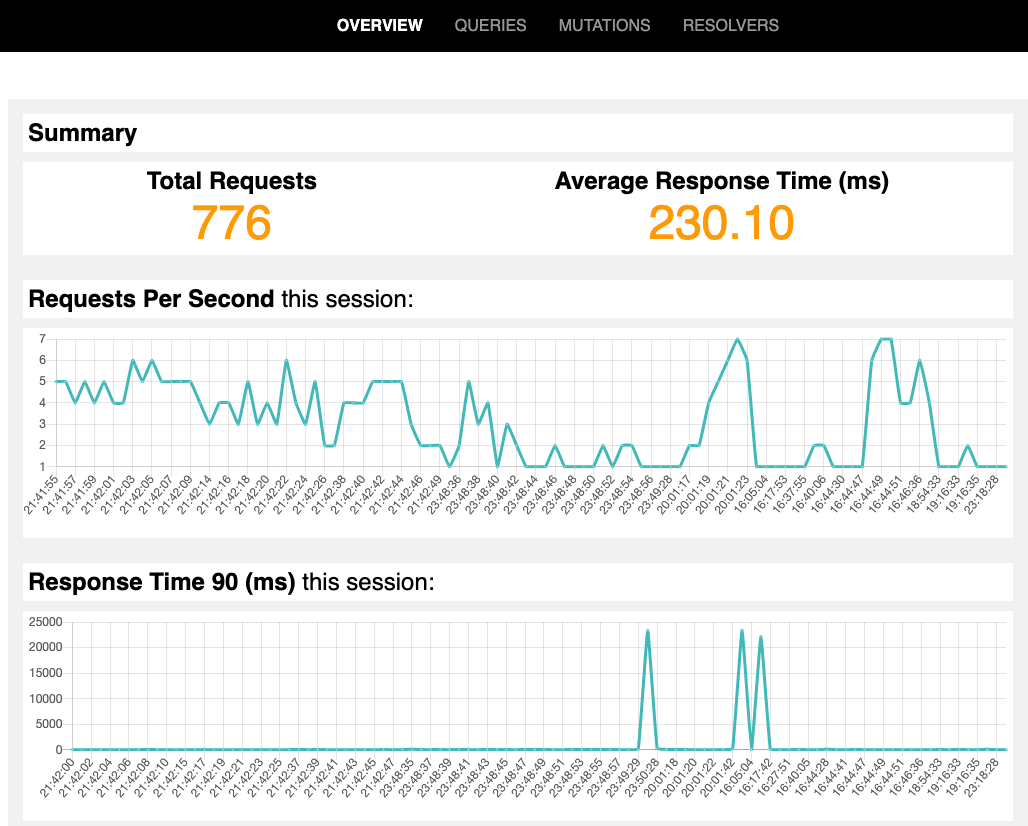 OVERVIEW QUERIES MUTATIONS RESOLVERS
Summary
Total Requests Average Response Time (ms)
776 230.10
Requests Per Second this session:
7
6
5
4
3
2
1
21:41:55 21:41:57 21:41:59 21:42:01 21:42:03 21:42:05 21:42:07 21:42:09 21:42:14 21:42:16 21:42:18 21:42:20 21:42:22 21:42:24 21:42:26 21:42:38 21:42:40 21:42:42 21:42:44 21:42:46 21:42:49 23:48:36 23:48:38 23:48:40 23:48:42 23:48:44 23:48:46 23:48:48 23:48:50 23:48:52 23:48:54 23:48:56 23:49:28 20:01:17 20:01:19 20:01:21 20:01:23 16:05:04 16:17:53 16:37:55 16:40:06 16:44:30 16:44:47 16:44:49 16:44:51 16:46:36 18:54:33 19:16:33 19:16:35 23:18:28
Response Time 90 (ms) this session:
25000
20000
15000
10000
5000
0
21:42:00 21:42:02 21:42:04 21:42:06 21:42:08 21:42:10 21:42:15 21:42:17 21:42:19 21:42:21 21:42:23 21:42:25 21:42:37 21:42:39 21:42:41 21:42:43 21:42:45 21:42:47 23:48:35 23:48:37 23:48:39 23:48:41 23:48:43 23:48:45 23:48:47 23:48:49 23:48:51 23:48:53 23:48:55 23:48:57 23:49:29 23:50:28 20:01:18 20:01:20 20:01:22 20:01:42 16:05:04 16:17:42 16:27:51 16:40:05 16:44:28 16:44:41 16:44:47 16:44:49 16:44:51 16:46:36 18:54:33 19:16:33 19:16:35 23:18:28